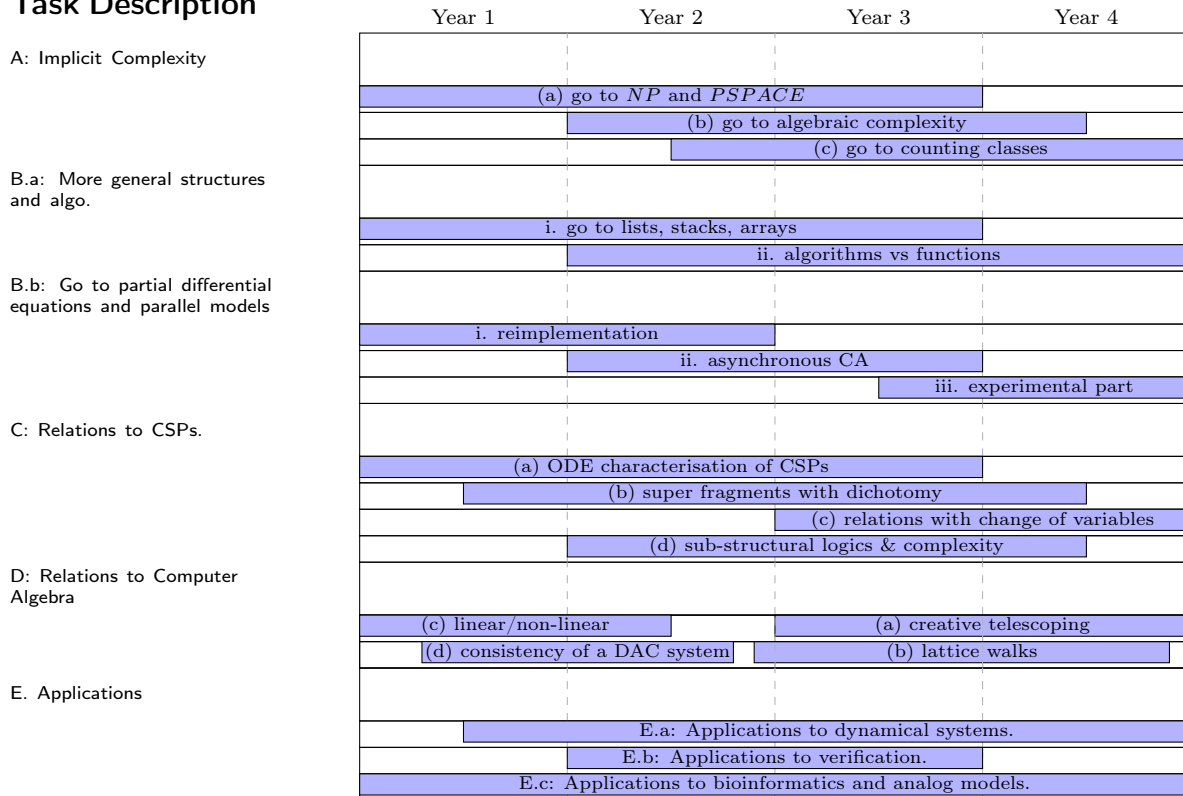 Task Description
Year 1 Year 2 Year 3 Year 4
A: Implicit Complexity
(a) go to NP and PSPACE
(b) go to algebraic complexity
(c) go to counting classes
B.a: More general structures
and algo.
i. go to lists, stacks, arrays
ii. algorithms vs functions
B.b: Go to partial differential
equations and parallel models
i. reimplementation
ii. asynchronous CA
iii. experimental part
C: Relations to CSPs.
(a) ODE characterisation of CSPs
(b) super fragments with dichotomy
(c) relations with change of variables
(d) sub-structural logics & complexity
D: Relations to Computer
Algebra
(c) linear/non-linear (a) creative telescoping
(d) consistency of a DAC system (b) lattice walks
E. Applications
E.a: Applications to dynamical systems.
E.b: Applications to verification.
E.c: Applications to bioinformatics and analog models.